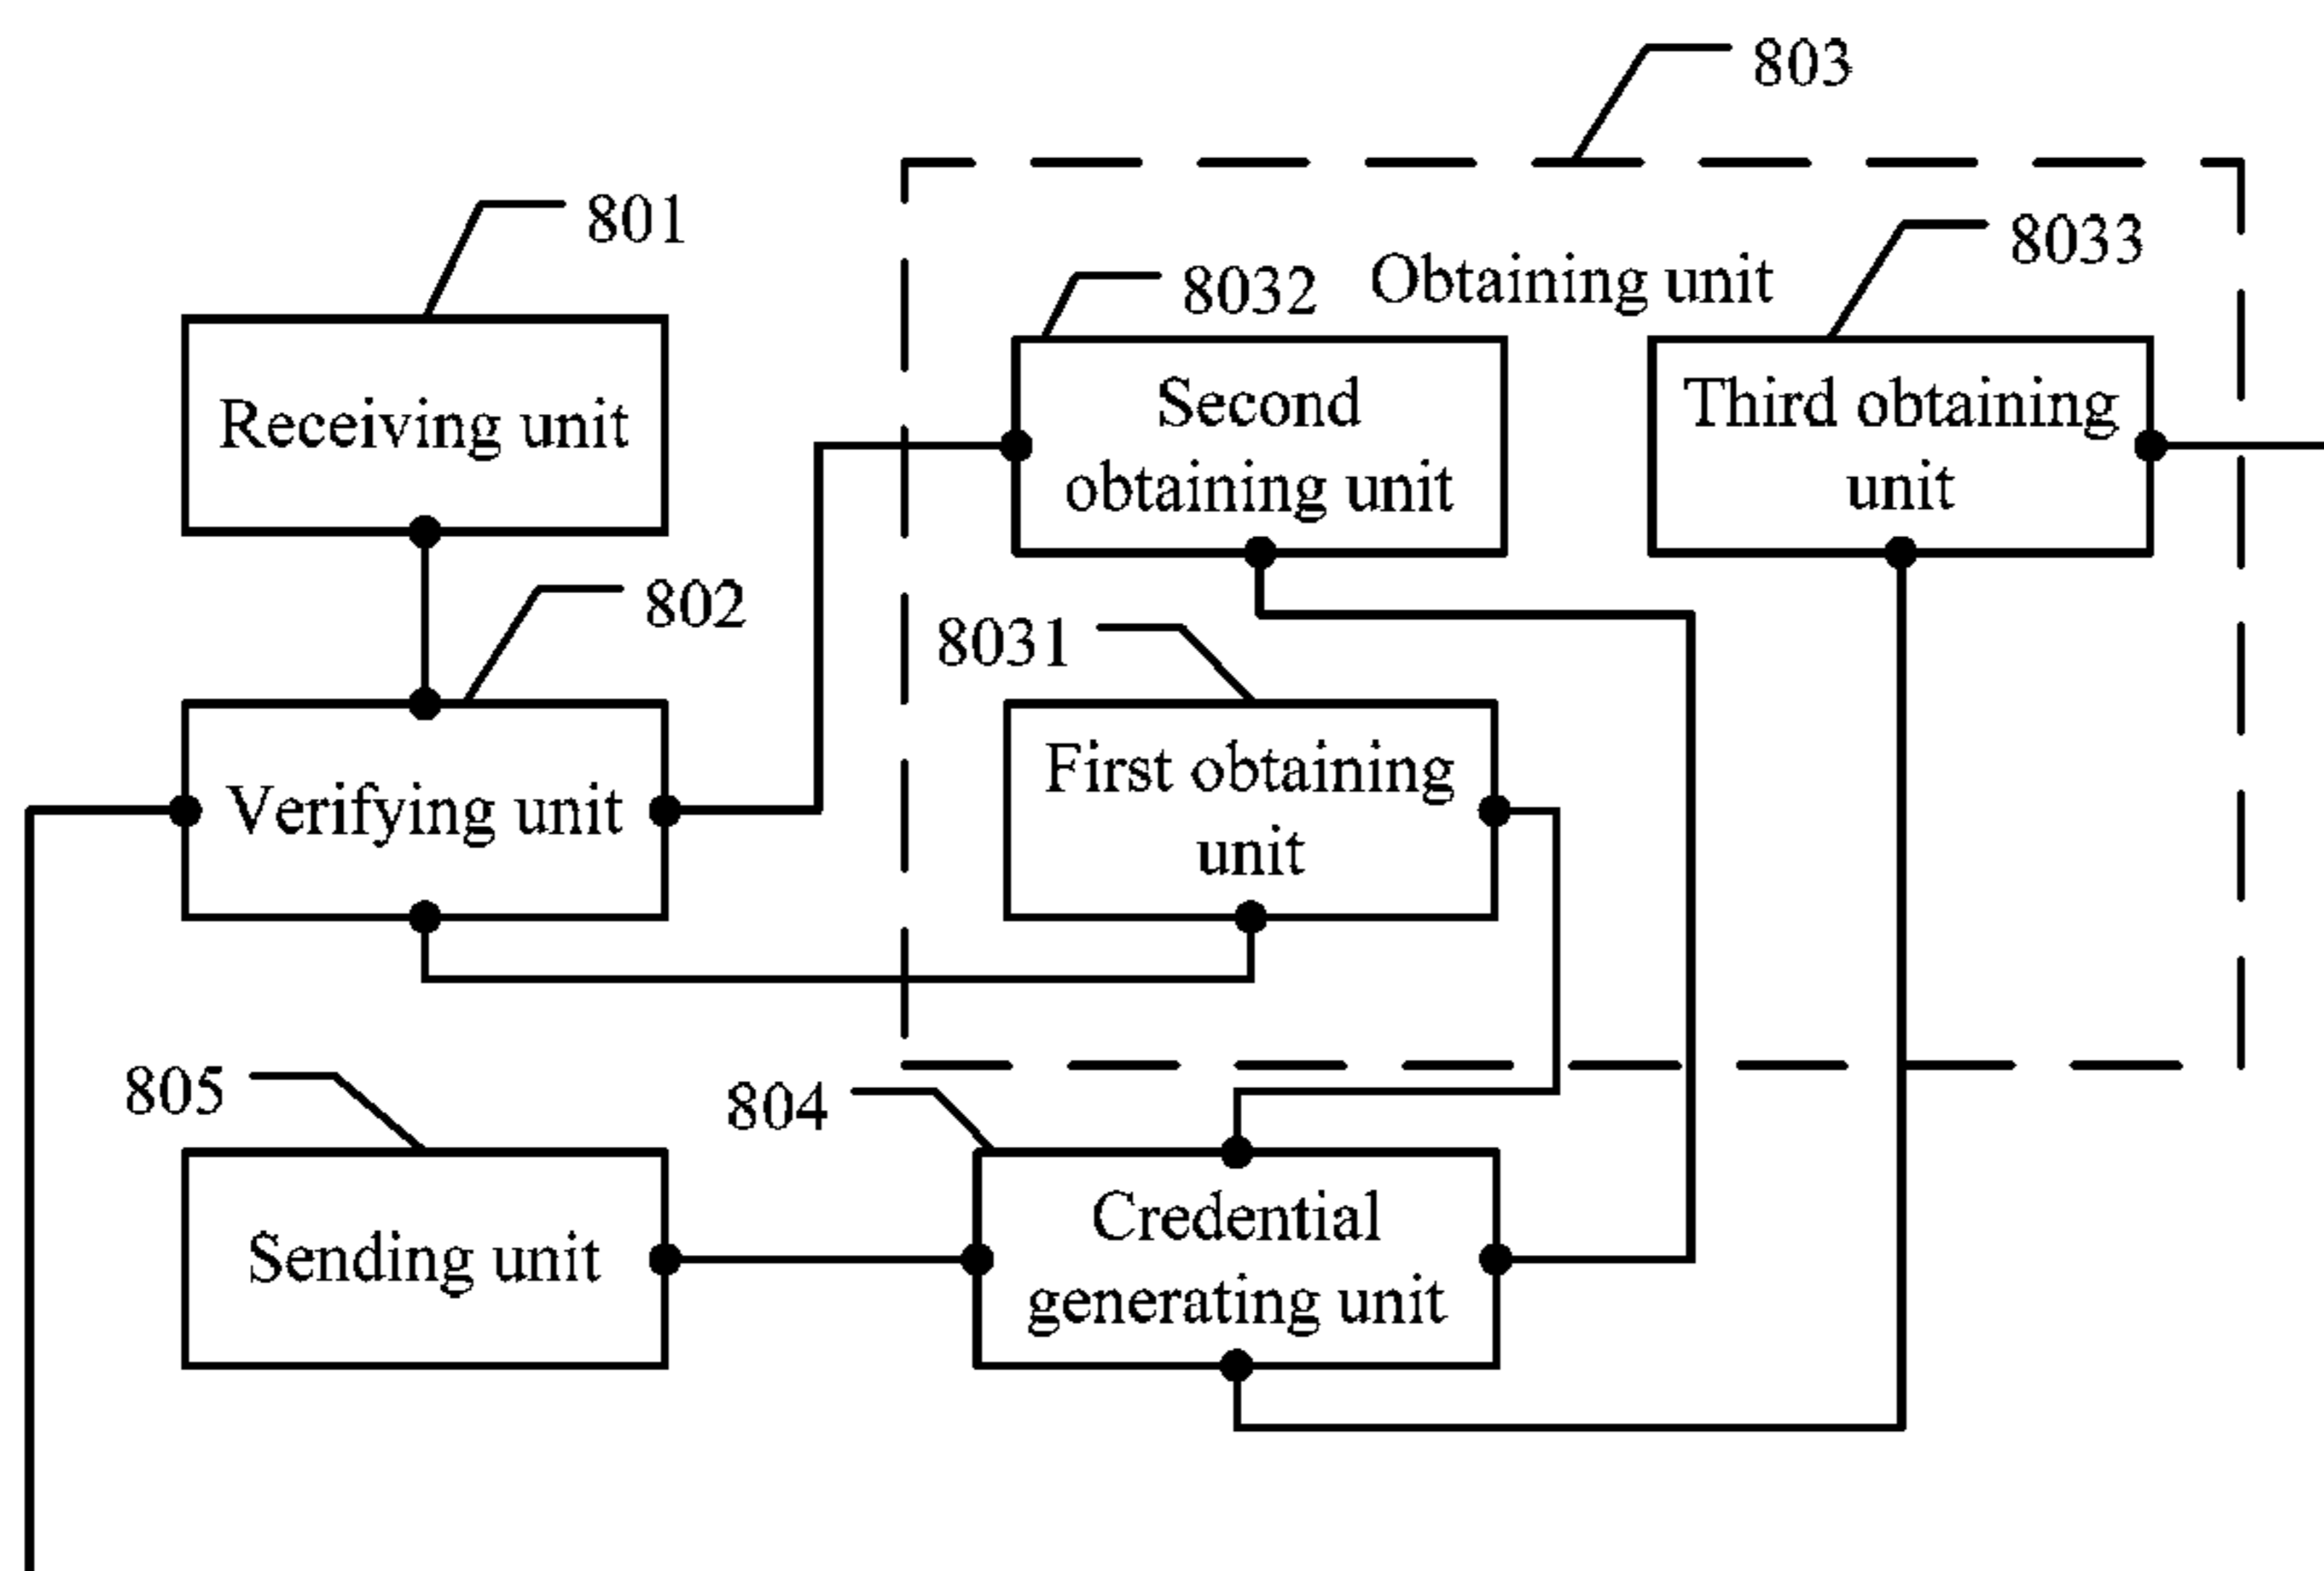 803
801
8033
8032
Obtaining unit
Receiving unit
Second
obtaining unit
Third obtaining
unit
802
8031
Verifying unit
First obtaining
unit
805
804
Sending unit
Credential
generating unit